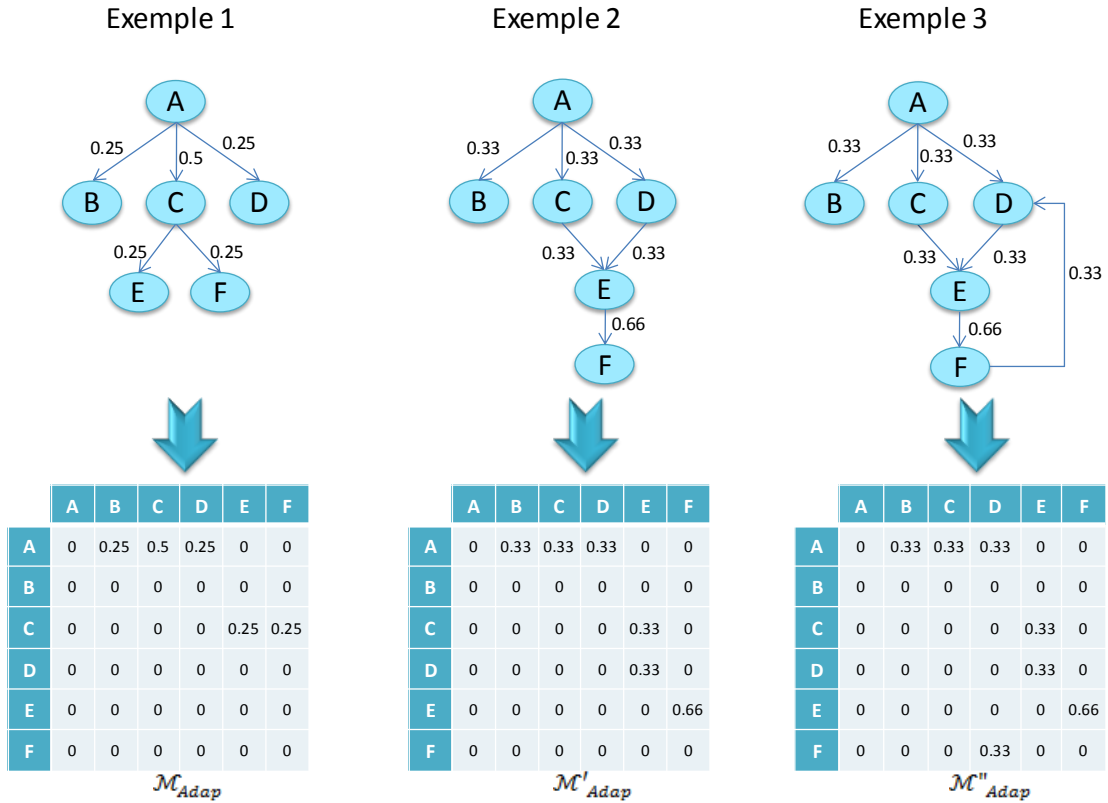 Exemple 1 Exemple 2 Exemple 3
A A A
0.25 0.5 0.25 0.33 0.33 0.33 0.33 0.33 0.33
B C D B C D B C D
0.25 0.25 0.33 0.33 0.33 0.33 0.33
E F E E
0.66 0.66
F F
A B C D E F
A 0 0.25 0.5 0.25 0 0
B 0 0 0 0 0 0
C 0 0 0 0 0.25 0.25
D 0 0 0 0 0 0
E 0 0 0 0 0 0
F 0 0 0 0 0 0
ℳAdap
A B C D E F
A 0 0.33 0.33 0.33 0 0
B 0 0 0 0 0 0
C 0 0 0 0 0.33 0
D 0 0 0 0 0.33 0
E 0 0 0 0 0 0.66
F 0 0 0 0 0 0
ℳ'Adap
A B C D E F
A 0 0.33 0.33 0.33 0 0
B 0 0 0 0 0 0
C 0 0 0 0 0.33 0
D 0 0 0 0 0.33 0
E 0 0 0 0 0 0.66
F 0 0 0 0.33 0 0
ℳ"Adap